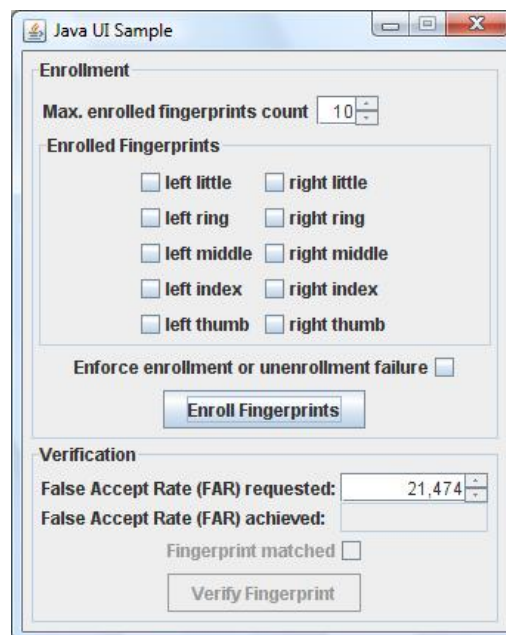 Java UI Sample
Enrollment
Max. enrolled fingerprints count 10
Enrolled Fingerprints
left little right little
left ring right ring
left middle right middle
left index right index
left thumb right thumb
Enforce enrollment or unenrollment failure
Enroll Fingerprints
Verification
False Accept Rate (FAR) requested: 21,474
False Accept Rate (FAR) achieved:
Fingerprint matched
Verify Fingerprint